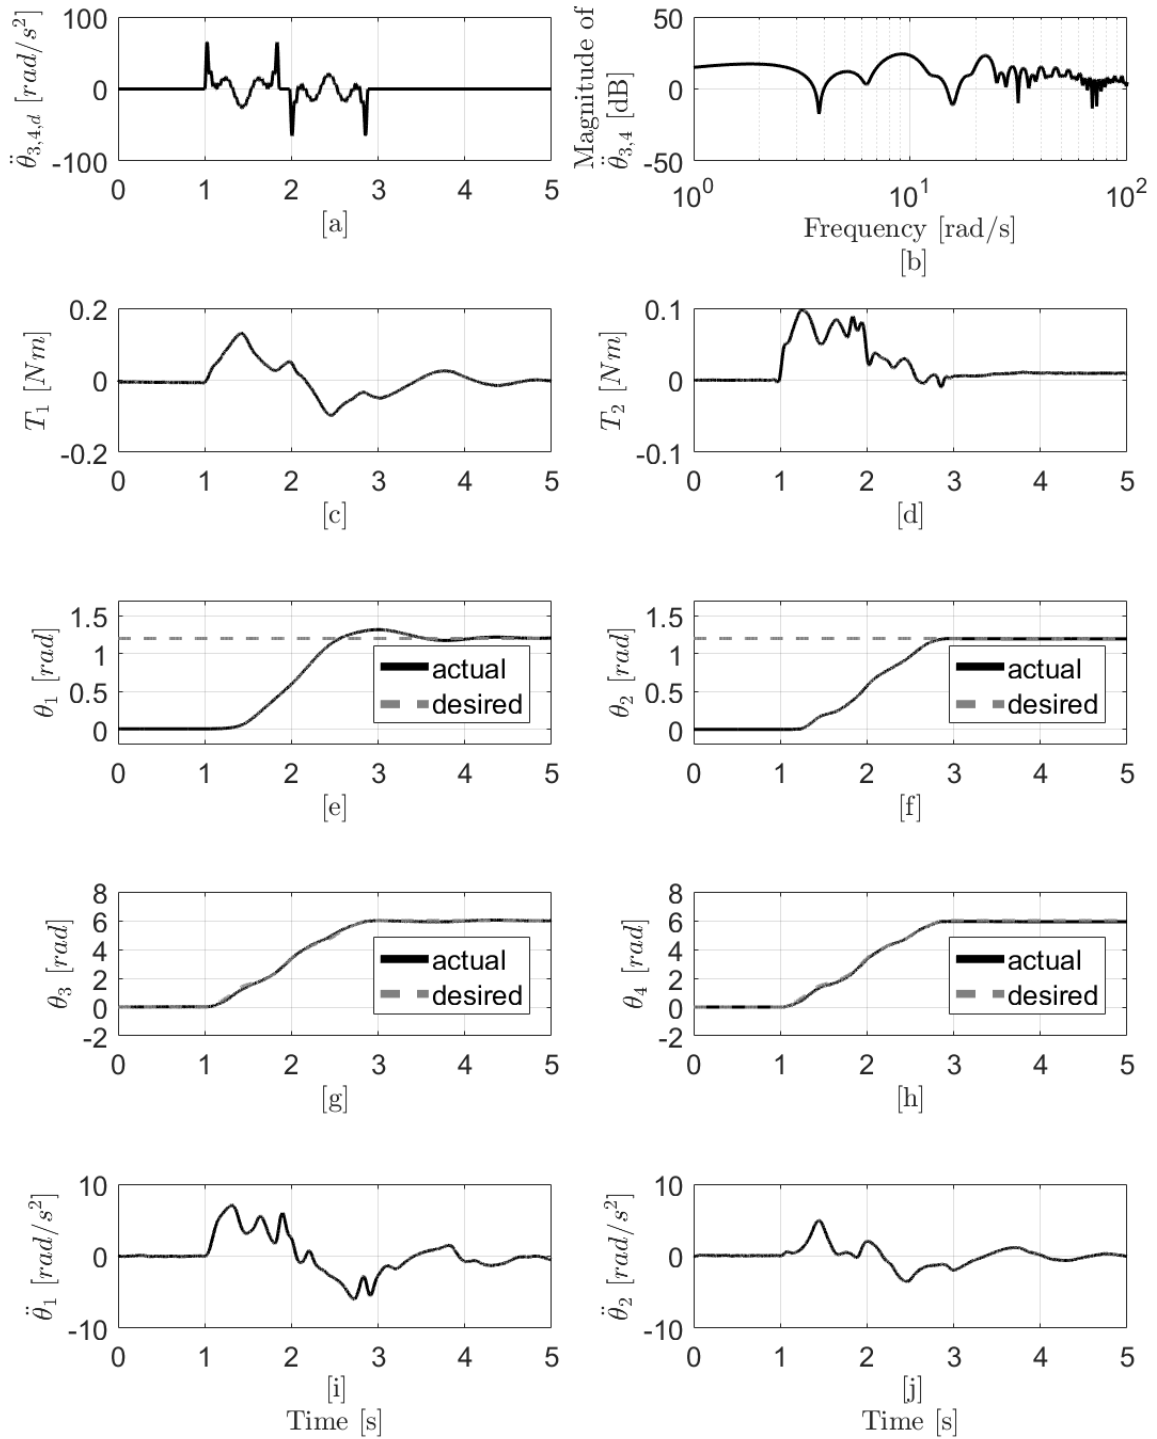 100
0
-100
θ̈3,4,d [rad/s²]
0 1 2 3 4 5
[a]
50
0
-50
Magnitude of
θ̈3,4 [dB]
10⁰ 10¹ 10²
Frequency [rad/s]
[b]
0.2
0
-0.2
T1 [Nm]
0 1 2 3 4 5
[c]
0.1
0
-0.1
T2 [Nm]
0 1 2 3 4 5
[d]
1.5
1
0.5
0
θ1 [rad]
actual
desired
0 1 2 3 4 5
[e]
1.5
1
0.5
0
θ2 [rad]
actual
desired
0 1 2 3 4 5
[f]
8
6
4
2
0
-2
θ3 [rad]
actual
desired
0 1 2 3 4 5
[g]
8
6
4
2
0
-2
θ4 [rad]
actual
desired
0 1 2 3 4 5
[h]
10
0
-10
θ̈1 [rad/s²]
0 1 2 3 4 5
[i]
Time [s]
10
0
-10
θ̈2 [rad/s²]
0 1 2 3 4 5
[j]
Time [s]